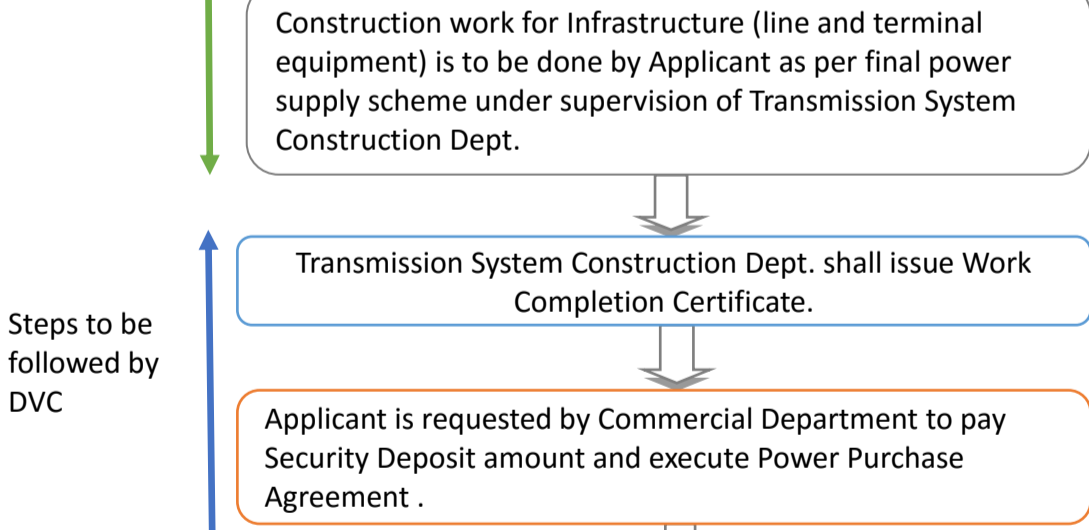 Construction work for Infrastructure (line and terminal
equipment) is to be done by Applicant as per final power
supply scheme under supervision of Transmission System
Construction Dept.
Transmission System Construction Dept. shall issue Work
Completion Certificate.
Steps to be
followed by
DVC
Applicant is requested by Commercial Department to pay
Security Deposit amount and execute Power Purchase
Agreement .